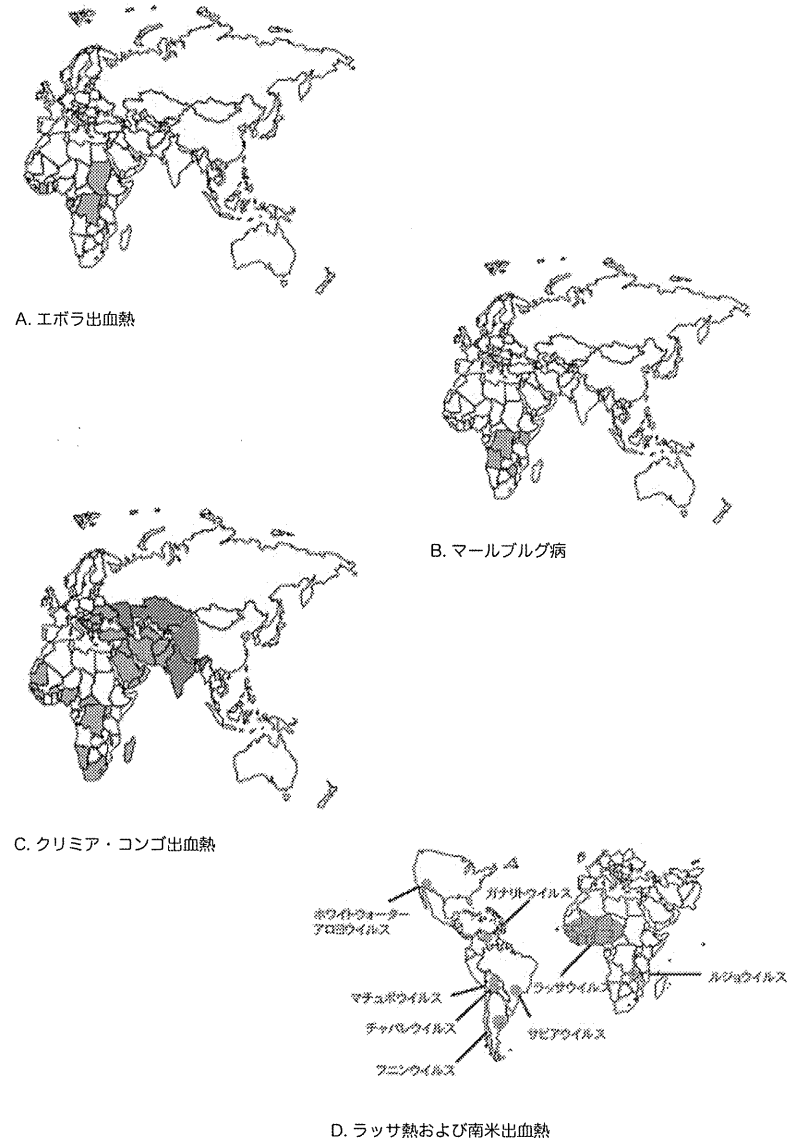 A. エボラ出血熱
B. マールブルグ病
C. クリミア・コンゴ出血熱
ガナリトウイルス
ホワイトウォーター
アロヨウイルス
ラッサウイルス
ルジョウイルス
マチュポウイルス
チャパレウイルス
サビアウイルス
フニンウイルス
D. ラッサ熱および南米出血熱